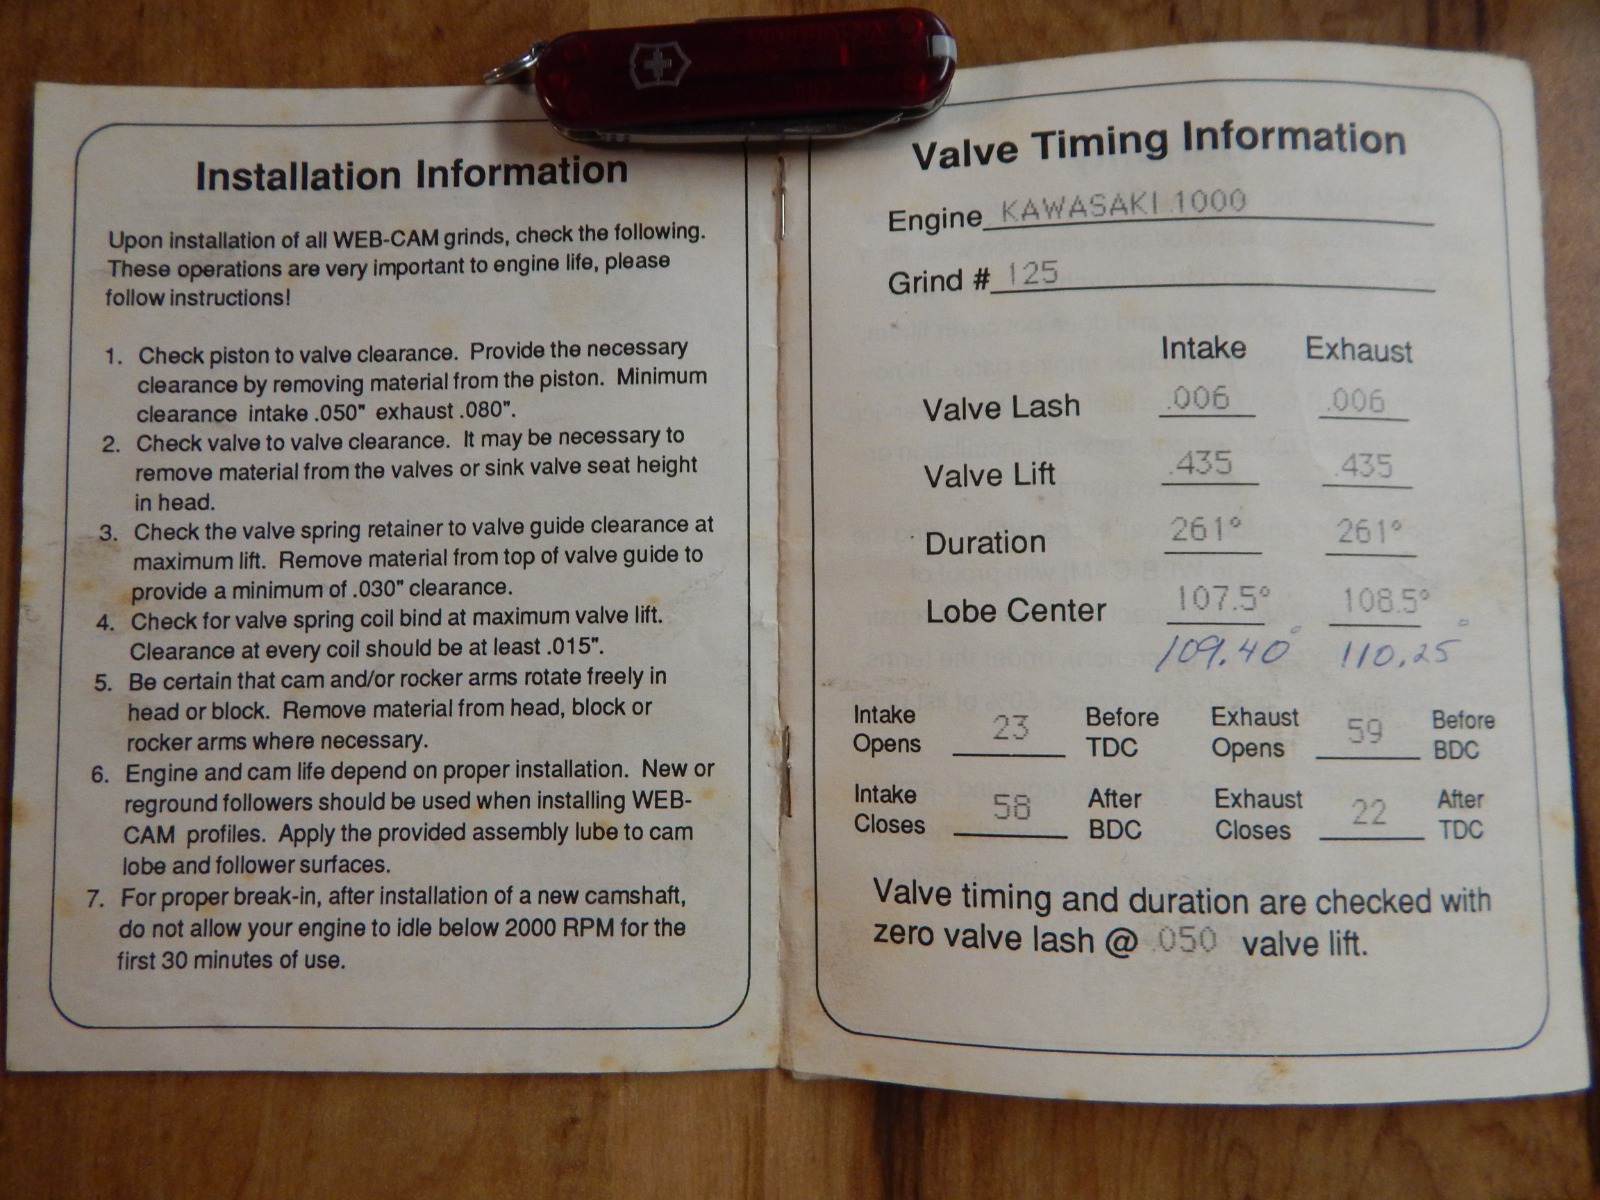 Installation Information
Upon installation of all WEB-CAM grinds, check the following.
These operations are very important to engine life, please
follow instructions!
1. Check piston to valve clearance. Provide the necessary
clearance by removing material from the piston. Minimum
clearance intake .050" exhaust .080".
2. Check valve to valve clearance. It may be necessary to
remove material from the valves or sink valve seat height
in head.
3. Check the valve spring retainer to valve guide clearance at
maximum lift. Remove material from top of valve guide to
provide a minimum of .030" clearance.
4. Check for valve spring coil bind at maximum valve lift.
Clearance at every coil should be at least .015".
5. Be certain that cam and/or rocker arms rotate freely in
head or block. Remove material from head, block or
rocker arms where necessary.
6. Engine and cam life depend on proper installation. New or
reground followers should be used when installing WEB-
CAM profiles. Apply the provided assembly lube to cam
lobe and follower surfaces.
7. For proper break-in, after installation of a new camshaft,
do not allow your engine to idle below 2000 RPM for the
first 30 minutes of use.
Valve Timing Information
Engine KAWASAKI 1000
Grind # 125
Intake Exhaust
Valve Lash .006 .006
Valve Lift .435 .435
Duration 261° 261°
Lobe Center 107.5° 108.5°
109.40° 110.25°
Intake Opens 23 Before TDC Exhaust Opens 59 Before BDC
Intake Closes 58 After BDC Exhaust Closes 22 After TDC
Valve timing and duration are checked with
zero valve lash @ .050 valve lift.